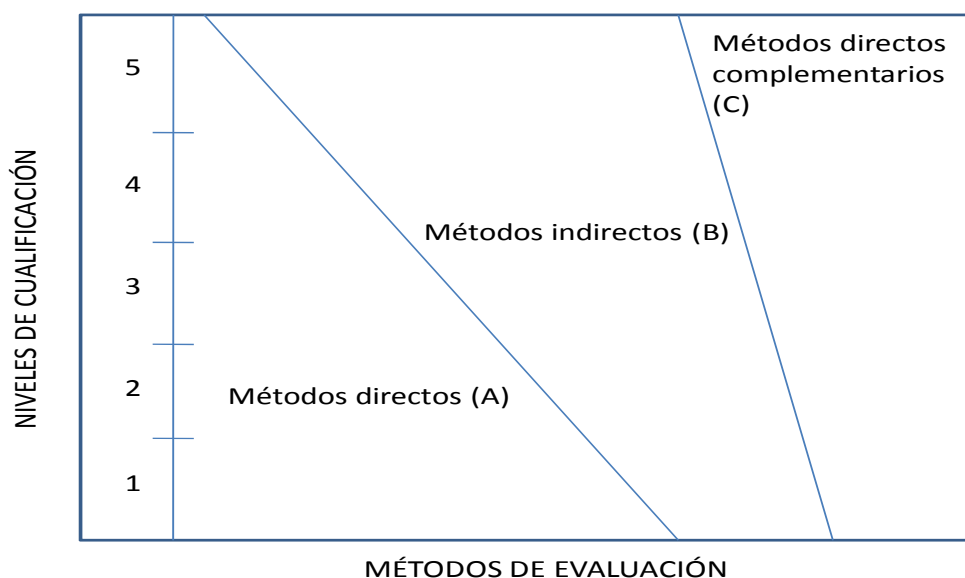 Métodos directos
complementarios
(C)
5
4
Métodos indirectos (B)
3
Métodos directos (A)
2
1
NIVELES DE CUALIFICACIÓN
MÉTODOS DE EVALUACIÓN